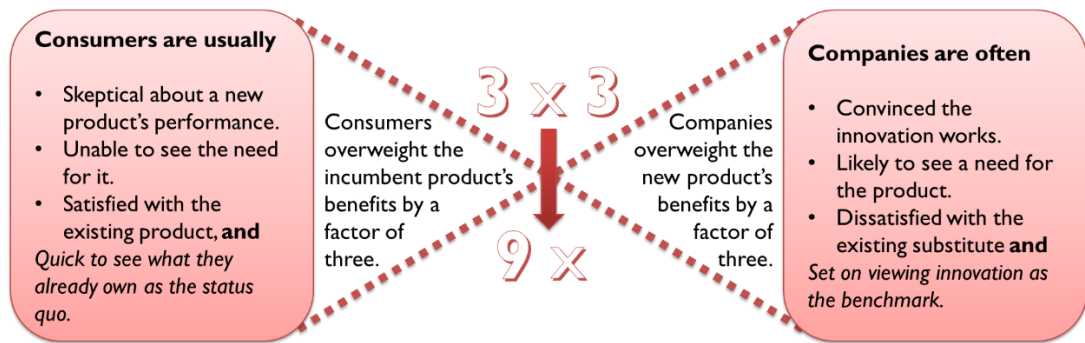 Consumers are usually
• Skeptical about a new
product's performance.
• Unable to see the need
for it.
• Satisfied with the
existing product, and
Quick to see what they
already own as the status
quo.
Consumers
overweight the
incumbent product's
benefits by a
factor of
three.
3 x 3
9 x
Companies
overweight the
new product's
benefits by a
factor of
three.
Companies are often
• Convinced the
innovation works.
• Likely to see a need for
the product.
• Dissatisfied with the
existing substitute and
Set on viewing innovation as
the benchmark.